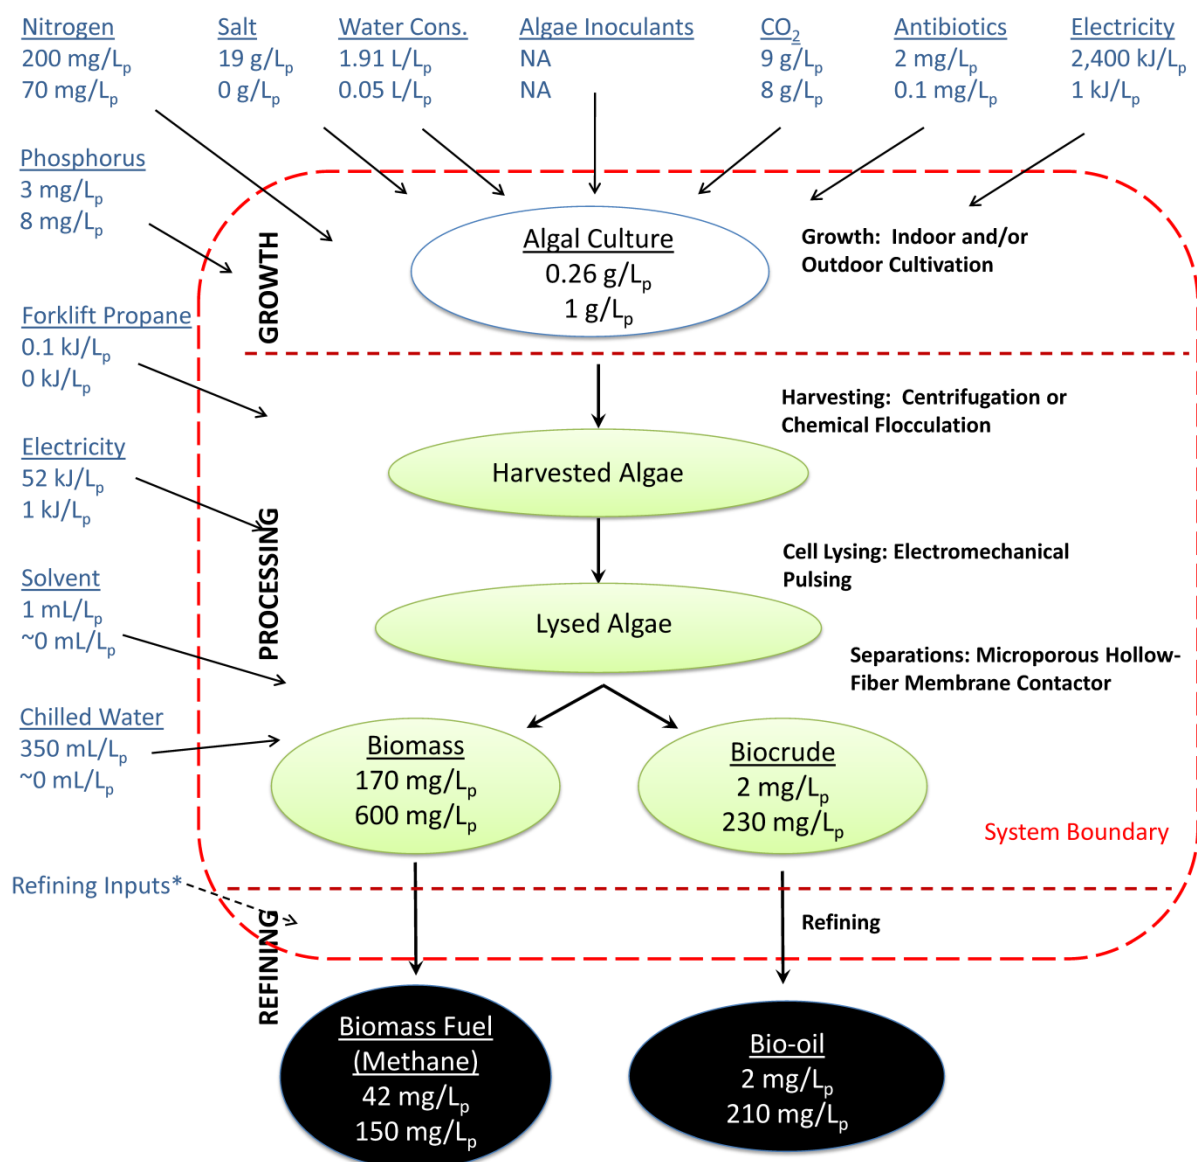 Nitrogen
200 mg/Lₚ
70 mg/Lₚ
Salt
19 g/Lₚ
0 g/Lₚ
Water Cons.
1.91 L/Lₚ
0.05 L/Lₚ
Algae Inoculants
NA
NA
CO₂
9 g/Lₚ
8 g/Lₚ
Antibiotics
2 mg/Lₚ
0.1 mg/Lₚ
Electricity
2,400 kJ/Lₚ
1 kJ/Lₚ
Phosphorus
3 mg/Lₚ
8 mg/Lₚ
GROWTH
Algal Culture
0.26 g/Lₚ
1 g/Lₚ
Growth: Indoor and/or
Outdoor Cultivation
Forklift Propane
0.1 kJ/Lₚ
0 kJ/Lₚ
Harvesting: Centrifugation or
Chemical Flocculation
Electricity
52 kJ/Lₚ
1 kJ/Lₚ
Harvested Algae
PROCESSING
Cell Lysing: Electromechanical
Pulsing
Solvent
1 mL/Lₚ
~0 mL/Lₚ
Lysed Algae
Separations: Microporous Hollow-
Fiber Membrane Contactor
Chilled Water
350 mL/Lₚ
~0 mL/Lₚ
Biomass
170 mg/Lₚ
600 mg/Lₚ
Biocrude
2 mg/Lₚ
230 mg/Lₚ
System Boundary
Refining Inputs*
REFINING
Refining
Biomass Fuel
(Methane)
42 mg/Lₚ
150 mg/Lₚ
Bio-oil
2 mg/Lₚ
210 mg/Lₚ